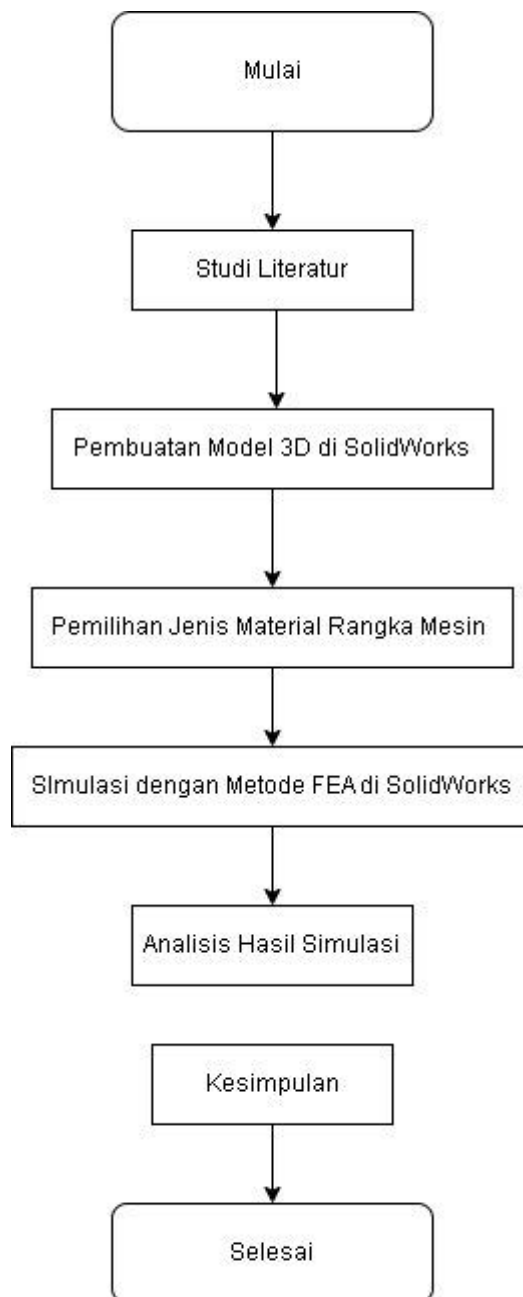 Mulai
Studi Literatur
Pembuatan Model 3D di SolidWorks
Pemilihan Jenis Material Rangka Mesin
SImulasi dengan Metode FEA di SolidWorks
Analisis Hasil Simulasi
Kesimpulan
Selesai